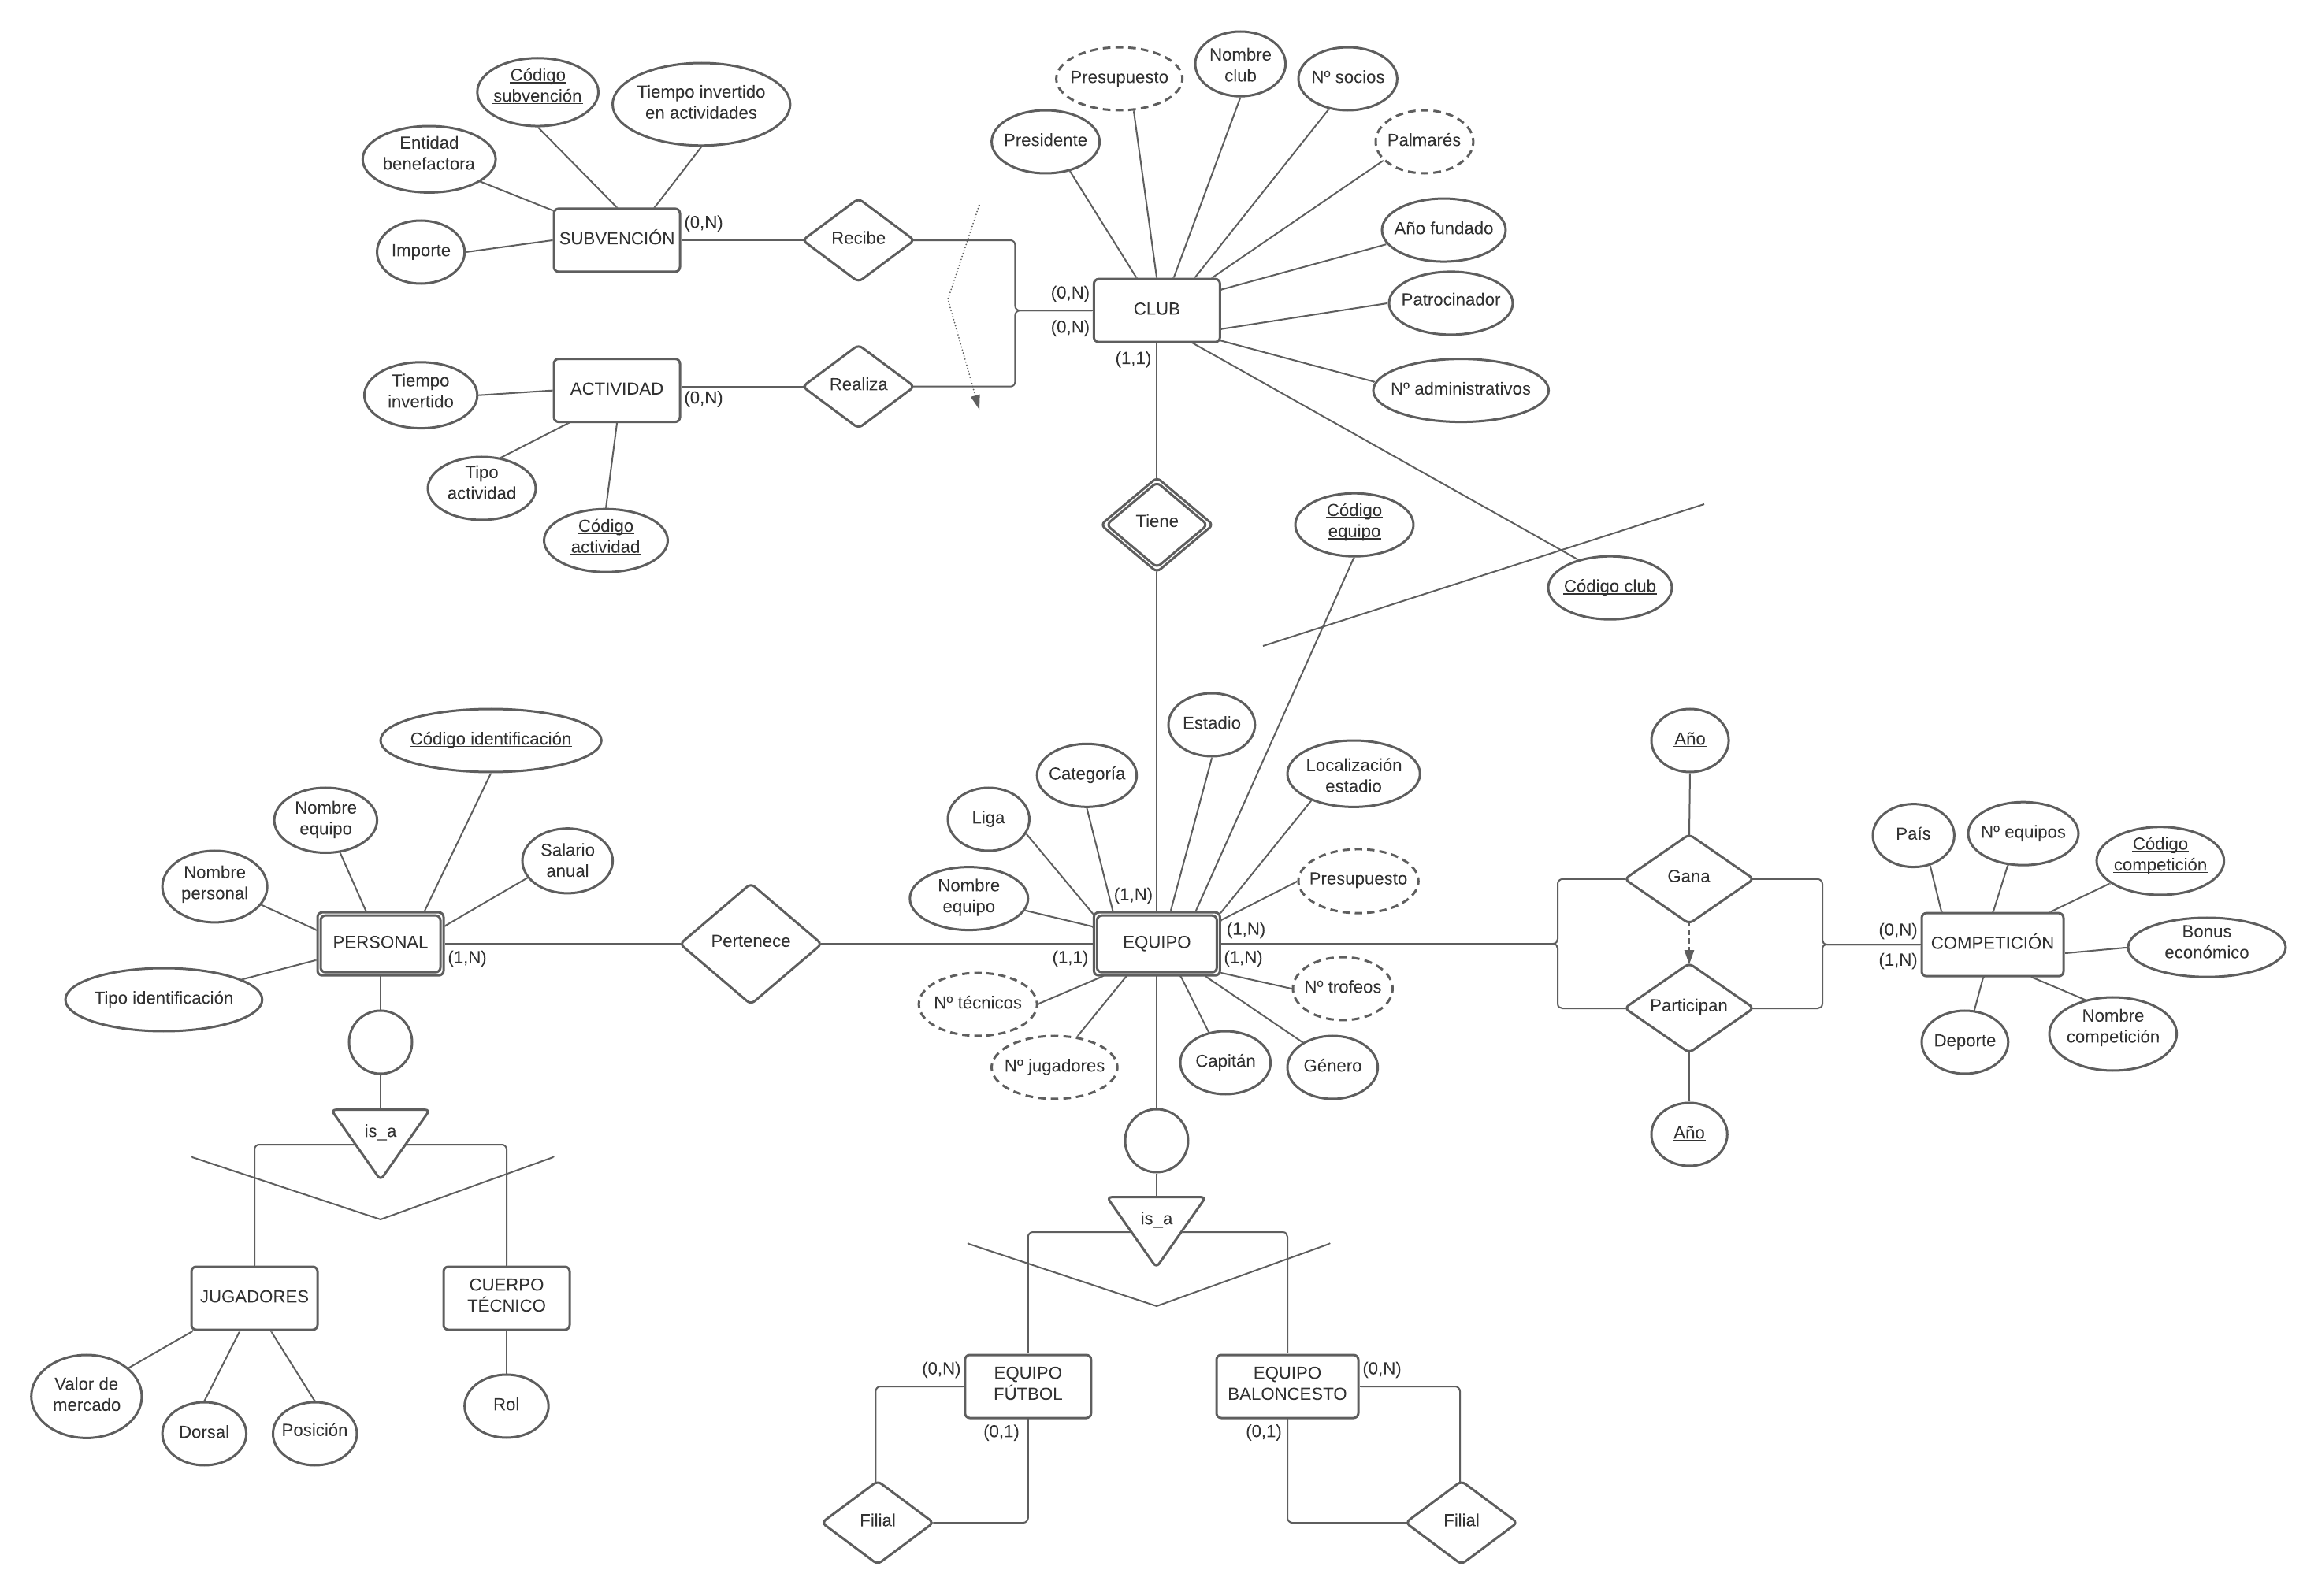 Código
subvención
Tiempo invertido
en actividades
Entidad
benefactora
Importe
SUBVENCIÓN
(0,N)
Recibe
Presidente
Presupuesto
Nombre
club
Nº socios
Palmarés
Año fundado
Patrocinador
Nº administrativos
(0,N)
(0,N)
CLUB
(1,1)
Tiempo
invertido
ACTIVIDAD
(0,N)
Realiza
Tipo
actividad
Código
actividad
Tiene
Código
equipo
Código club
Código identificación
Nombre
equipo
Nombre
personal
Salario
anual
PERSONAL
(1,N)
Tipo identificación
Pertenece
Estadio
Categoría
Localización
estadio
Liga
Nombre
equipo
Presupuesto
(1,N)
(1,1)
EQUIPO
(1,N)
(1,N)
Nº técnicos
Nº trofeos
Nº jugadores
Capitán
Género
Año
Gana
Participan
Año
País
Nº equipos
Código
competición
(0,N)
(1,N)
COMPETICIÓN
Bonus
económico
Deporte
Nombre
competición
is_a
JUGADORES
CUERPO
TÉCNICO
Valor de
mercado
Dorsal
Posición
Rol
is_a
(0,N)
EQUIPO
FÚTBOL
(0,1)
EQUIPO
BALONCESTO
(0,N)
(0,1)
Filial
Filial